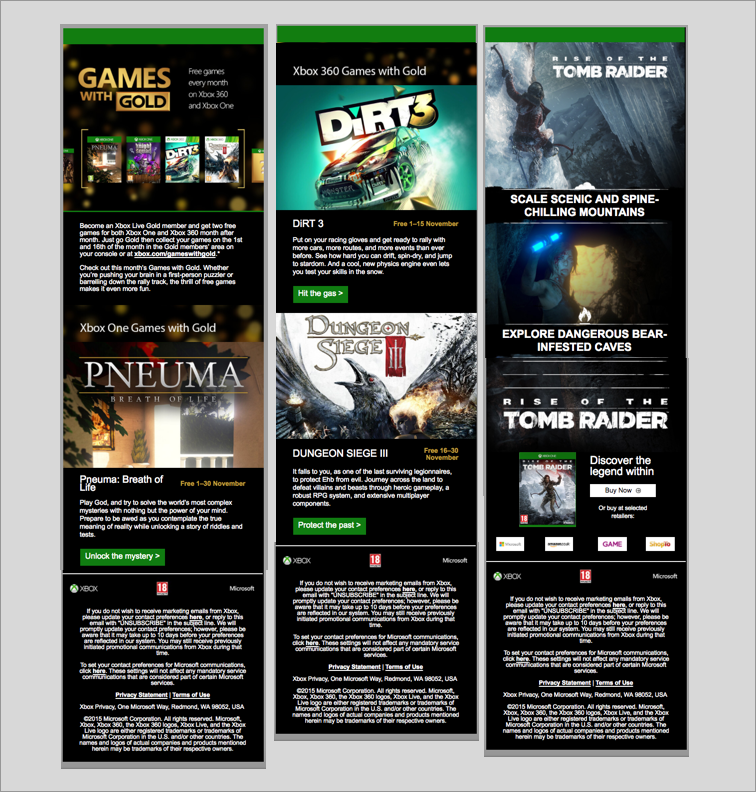 GAMES
WITH GOLD
Free games
every month
on Xbox 360
and Xbox One
PNEUMA
DiRT3
Become an Xbox Live Gold member and get two free
games for both Xbox One and Xbox 360 month after
month. Just go Gold then collect your games on the 1st
and 16th of the month in the Gold members' area on
your console or at xbox.com/gameswithgold.*
Check out this month's Games with Gold. Whether
you're pushing your brain in a first-person puzzler or
barrelling down the rally track, the thrill of free games
makes it even more fun.
Xbox One Games with Gold
PNEUMA
BREATH OF LIFE
Pneuma: Breath of
Life
Free 1–30 November
Play God, and try to solve the world's most complex
mysteries with nothing but the power of your mind.
Prepare to be awed as you contemplate the true
meaning of reality while unlocking a story of riddles and
tests.
Unlock the mystery >
XBOX
18
Microsoft
If you do not wish to receive marketing emails from Xbox,
please update your contact preferences here, or reply to this
email with "UNSUBSCRIBE" in the subject line. We will
promptly update your contact preferences; however, please be
aware that it may take up to 10 days before your preferences
are reflected in our system. You may still receive previously
initiated promotional communications from Xbox during that
time.
To set your contact preferences for Microsoft communications,
click here. These settings will not affect any mandatory service
communications that are considered part of certain Microsoft
services.
Privacy Statement | Terms of Use
Xbox Privacy, One Microsoft Way, Redmond, WA 98052, USA
©2015 Microsoft Corporation. All rights reserved. Microsoft,
Xbox, Xbox 360, the Xbox 360 logos, Xbox Live, and the Xbox
Live logo are either registered trademarks or trademarks of
Microsoft Corporation in the U.S. and/or other countries. The
names and logos of actual companies and products mentioned
herein may be trademarks of their respective owners.
Xbox 360 Games with Gold
DiRT3
MONSTER
DiRT 3
Free 1–15 November
Put on your racing gloves and get ready to rally with
more cars, more routes, and more events than ever
before. See how hard you can drift, spin-dry, and jump
to stardom. And a cool, new physics engine even lets
you test your skills in the snow.
Hit the gas >
DUNGEON
SIEGE III
DUNGEON SIEGE III
Free 16–30
November
It falls to you, as one of the last surviving legionnaires,
to protect Ehb from evil. Journey across the land to
defeat villains and beasts through heroic gameplay, a
robust RPG system, and extensive multiplayer
components.
Protect the past >
XBOX
18
Microsoft
If you do not wish to receive marketing emails from Xbox,
please update your contact preferences here, or reply to this
email with "UNSUBSCRIBE" in the subject line. We will
promptly update your contact preferences; however, please be
aware that it may take up to 10 days before your preferences
are reflected in our system. You may still receive previously
initiated promotional communications from Xbox during that
time.
To set your contact preferences for Microsoft communications,
click here. These settings will not affect any mandatory service
communications that are considered part of certain Microsoft
services.
Privacy Statement | Terms of Use
Xbox Privacy, One Microsoft Way, Redmond, WA 98052, USA
©2015 Microsoft Corporation. All rights reserved. Microsoft,
Xbox, Xbox 360, the Xbox 360 logos, Xbox Live, and the Xbox
Live logo are either registered trademarks or trademarks of
Microsoft Corporation in the U.S. and/or other countries. The
names and logos of actual companies and products mentioned
herein may be trademarks of their respective owners.
RISE OF THE
TOMB RAIDER
SCALE SCENIC AND SPINE-
CHILLING MOUNTAINS
EXPLORE DANGEROUS BEAR-
INFESTED CAVES
RISE OF THE
TOMB RAIDER
XBOX ONE
RISE OF THE
TOMB RAIDER
18
Discover the
legend within
Buy Now
Or buy at selected
retailers:
Microsoft
amazon.co.uk
GAME
ShopTo
XBOX
18
Microsoft
If you do not wish to receive marketing emails from Xbox,
please update your contact preferences here, or reply to this
email with "UNSUBSCRIBE" in the subject line. We will
promptly update your contact preferences; however, please be
aware that it may take up to 10 days before your preferences
are reflected in our system. You may still receive previously
initiated promotional communications from Xbox during that
time.
To set your contact preferences for Microsoft communications,
click here. These settings will not affect any mandatory service
communications that are considered part of certain Microsoft
services.
Privacy Statement | Terms of Use
Xbox Privacy, One Microsoft Way, Redmond, WA 98052, USA
©2015 Microsoft Corporation. All rights reserved. Microsoft,
Xbox, Xbox 360, the Xbox 360 logos, Xbox Live, and the Xbox
Live logo are either registered trademarks or trademarks of
Microsoft Corporation in the U.S. and/or other countries. The
names and logos of actual companies and products mentioned
herein may be trademarks of their respective owners.